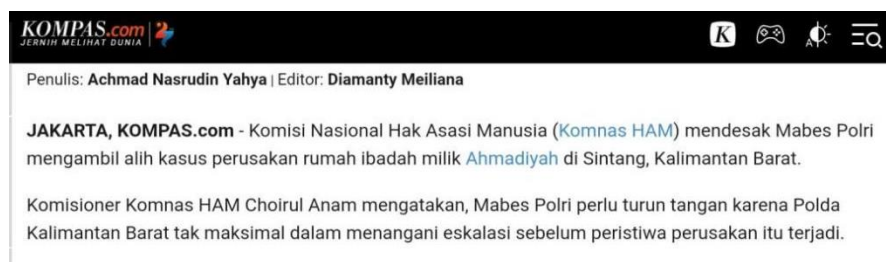 KOMPAS.com
JERNIH MELIHAT DUNIA
K
A
Penulis: Achmad Nasrudin Yahya | Editor: Diamanty Meiliana
JAKARTA, KOMPAS.com - Komisi Nasional Hak Asasi Manusia (Komnas HAM) mendesak Mabes Polri
mengambil alih kasus perusakan rumah ibadah milik Ahmadiyah di Sintang, Kalimantan Barat.
Komisioner Komnas HAM Choirul Anam mengatakan, Mabes Polri perlu turun tangan karena Polda
Kalimantan Barat tak maksimal dalam menangani eskalasi sebelum peristiwa perusakan itu terjadi.